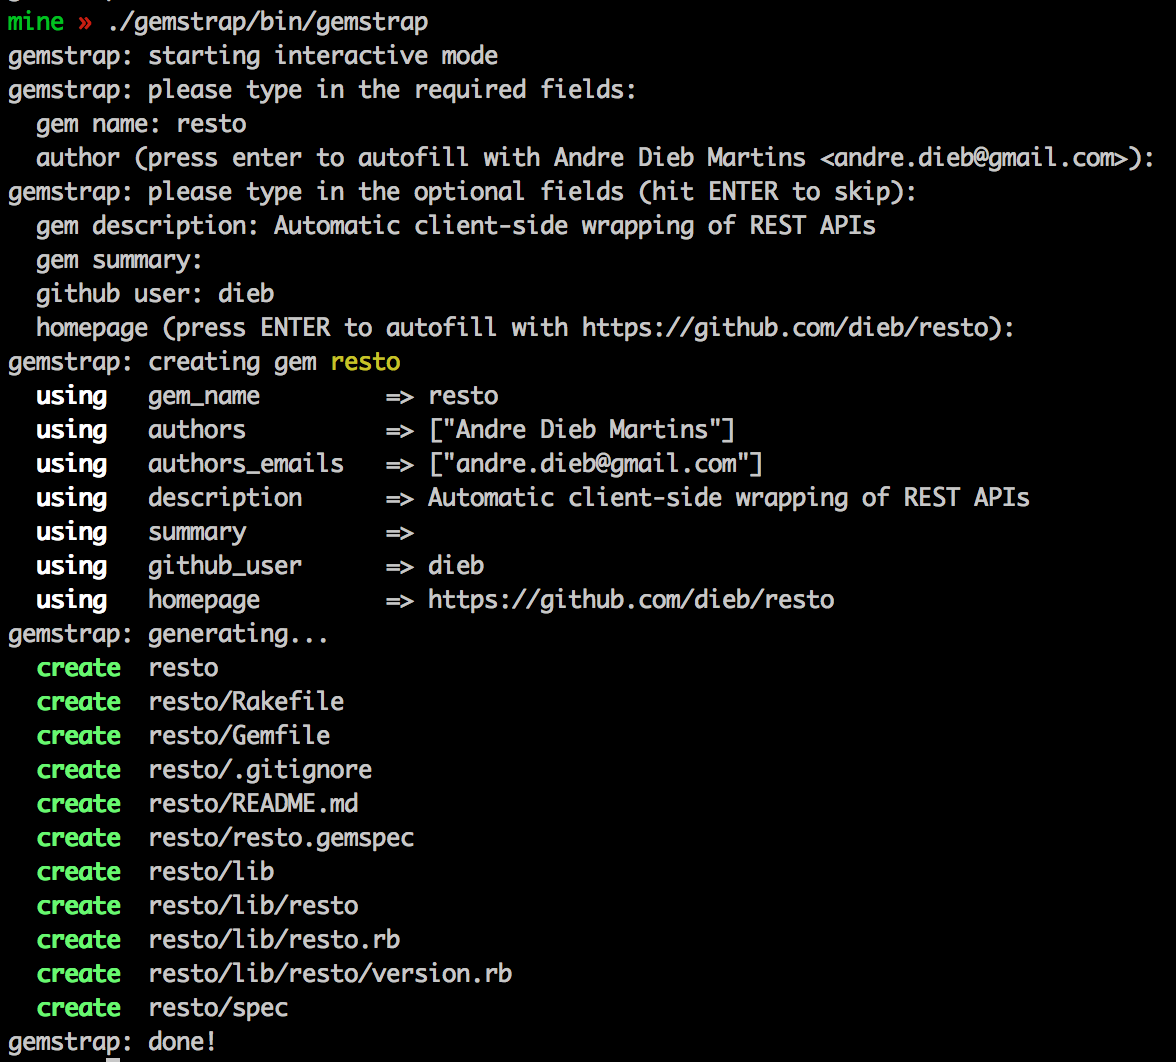 mine » ./gemstrap/bin/gemstrap
gemstrap: starting interactive mode
gemstrap: please type in the required fields:
  gem name: resto
  author (press enter to autofill with Andre Dieb Martins <andre.dieb@gmail.com>):
gemstrap: please type in the optional fields (hit ENTER to skip):
  gem description: Automatic client-side wrapping of REST APIs
  gem summary:
  github user: dieb
  homepage (press ENTER to autofill with https://github.com/dieb/resto):
gemstrap: creating gem resto
  using   gem_name         => resto
  using   authors          => ["Andre Dieb Martins"]
  using   authors_emails   => ["andre.dieb@gmail.com"]
  using   description      => Automatic client-side wrapping of REST APIs
  using   summary          =>
  using   github_user      => dieb
  using   homepage         => https://github.com/dieb/resto
gemstrap: generating...
  create  resto
  create  resto/Rakefile
  create  resto/Gemfile
  create  resto/.gitignore
  create  resto/README.md
  create  resto/resto.gemspec
  create  resto/lib
  create  resto/lib/resto
  create  resto/lib/resto.rb
  create  resto/lib/resto/version.rb
  create  resto/spec
gemstrap: done!